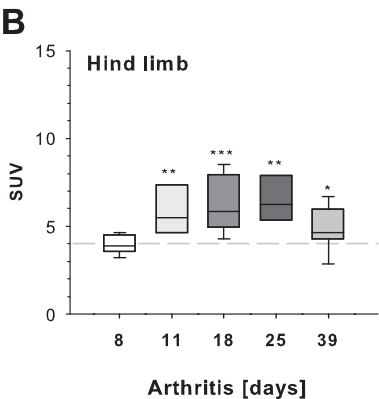 B
15
Hind limb
10
***
**
**
*
SUV
5
0
8 11 18 25 39
Arthritis [days]